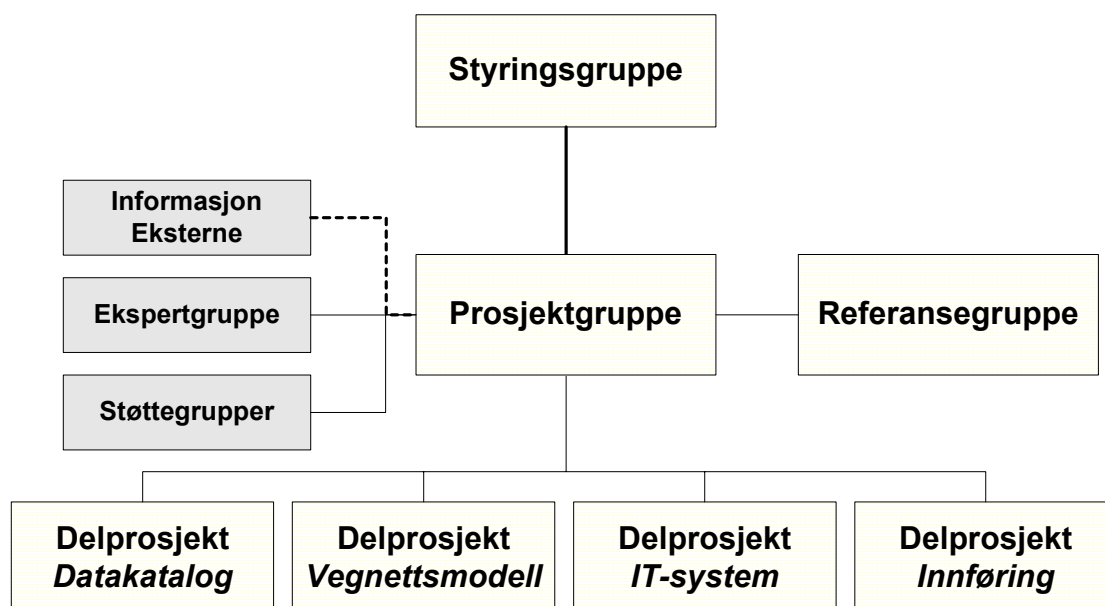 Styringsgruppe
Informasjon
Eksterne
Ekspertgruppe
Støttegrupper
Prosjektgruppe
Referansegruppe
Delprosjekt
Datakatalog
Delprosjekt
Vegnettsmodell
Delprosjekt
IT-system
Delprosjekt
Innføring